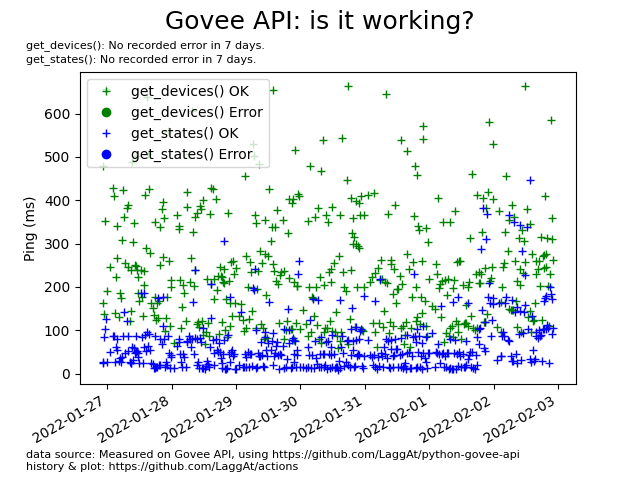 Govee API: is it working?
get_devices(): No recorded error in 7 days.
get_states(): No recorded error in 7 days.
get_devices() OK
get_devices() Error
get_states() OK
get_states() Error
Ping (ms)
600
500
400
300
200
100
0
2022-01-27
2022-01-28
2022-01-29
2022-01-30
2022-01-31
2022-02-01
2022-02-02
2022-02-03
data source: Measured on Govee API, using https://github.com/LaggAt/python-govee-api
history & plot: https://github.com/LaggAt/actions